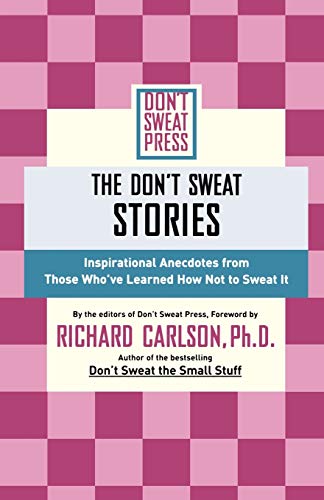 DON'T
SWEAT
PRESS
THE DON'T SWEAT
STORIES
Inspirational Anecdotes from
Those Who've Learned How Not to Sweat It
By the editors of Don't Sweat Press, Foreword by
RICHARD CARLSON, Ph.D.
Author of the bestselling
Don't Sweat the Small Stuff